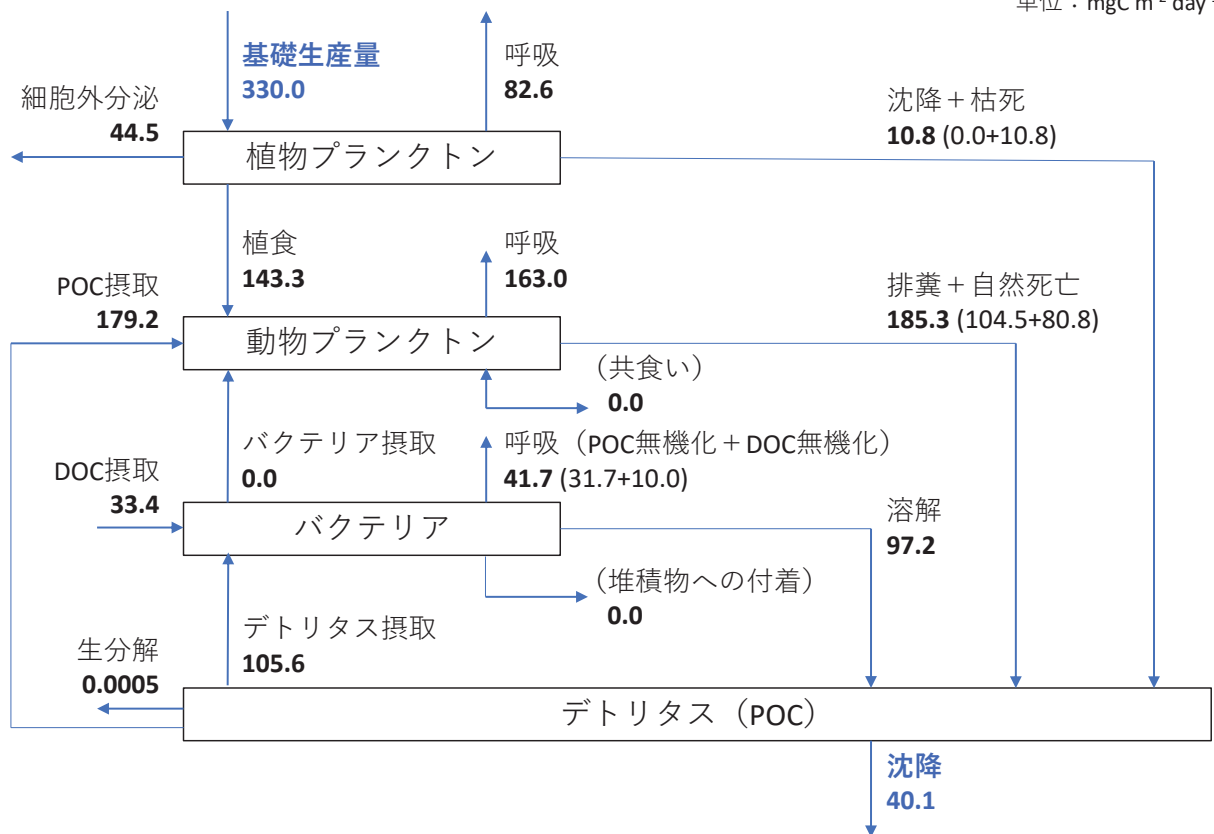 単位：mgC m⁻² day⁻
基礎生産量
330.0
呼吸
82.6
細胞外分泌
44.5
沈降＋枯死
10.8 (0.0+10.8)
植物プランクトン
植食
143.3
呼吸
163.0
POC摂取
179.2
排糞＋自然死亡
185.3 (104.5+80.8)
動物プランクトン
（共食い）
0.0
バクテリア摂取
0.0
呼吸（POC無機化＋DOC無機化）
41.7 (31.7+10.0)
DOC摂取
33.4
バクテリア
溶解
97.2
（堆積物への付着）
0.0
デトリタス摂取
105.6
生分解
0.0005
デトリタス（POC）
沈降
40.1